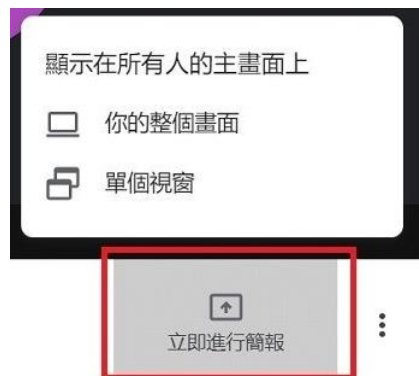 顯示在所有人的主畫面上
你的整個畫面
單個視窗
立即進行簡報